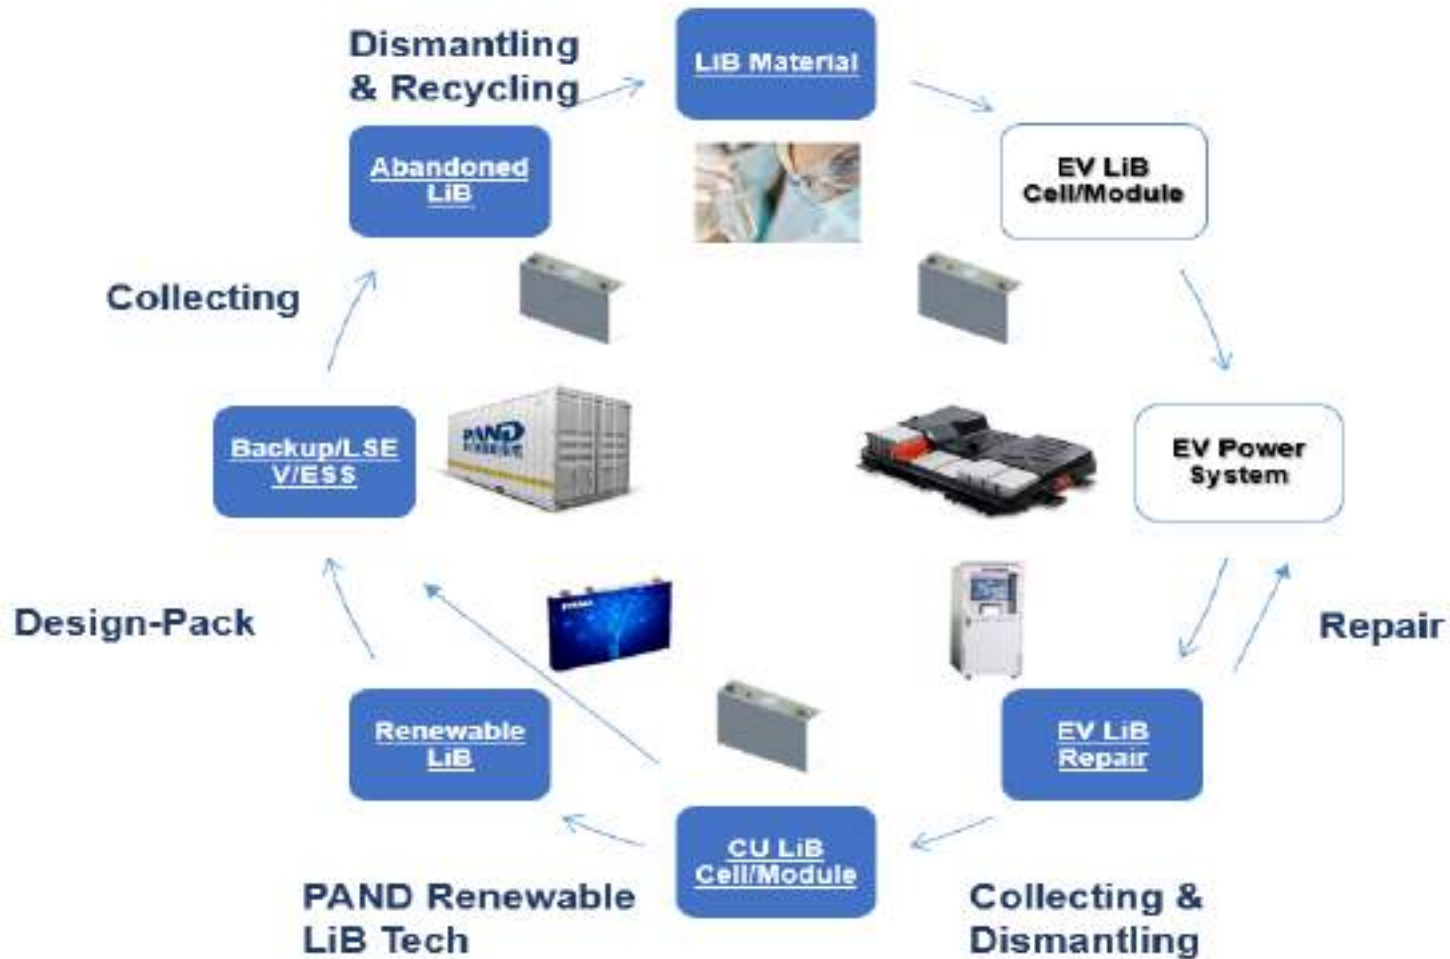 Dismantling
& Recycling
LiB Material
Abandoned
LiB
EV LiB
Cell/Module
Collecting
Backup/LSE
V/ESS
PAND
EV Power
System
Design-Pack
Repair
Renewable
LiB
EV LiB
Repair
CU LiB
Cell/Module
PAND Renewable
LiB Tech
Collecting &
Dismantling